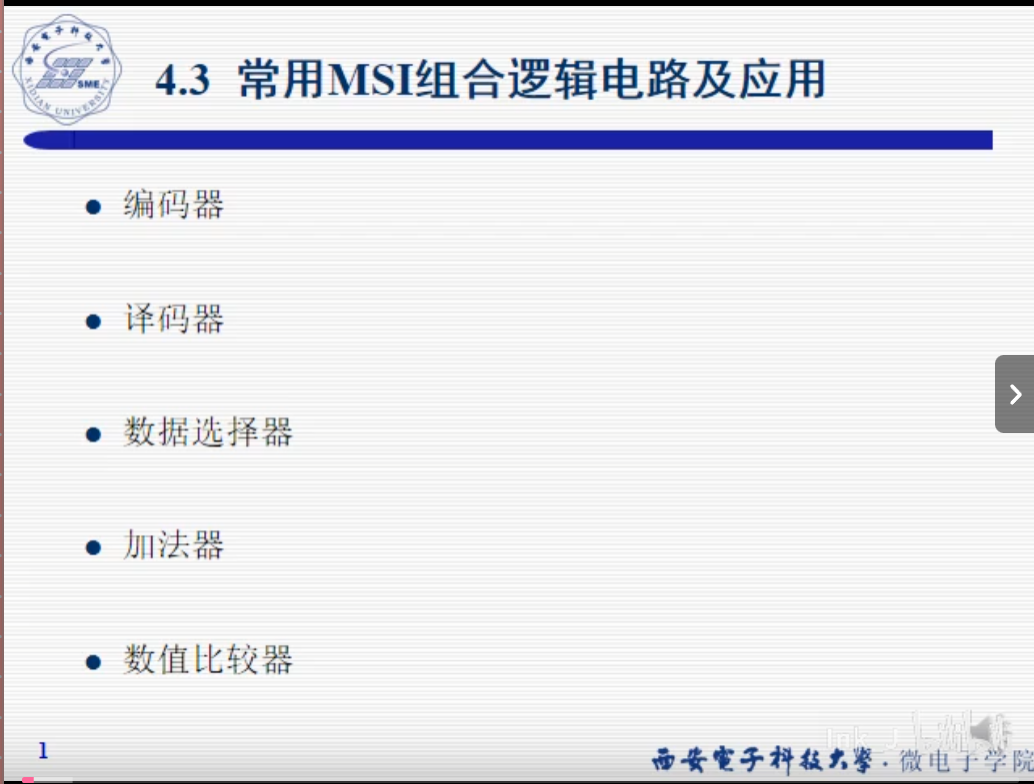 西安电子科技大学
SME
XIDIAN UNIVERSITY
4.3 常用MSI组合逻辑电路及应用
● 编码器
● 译码器
● 数据选择器
● 加法器
● 数值比较器
1
西安電子科技大學 · 微电子学院